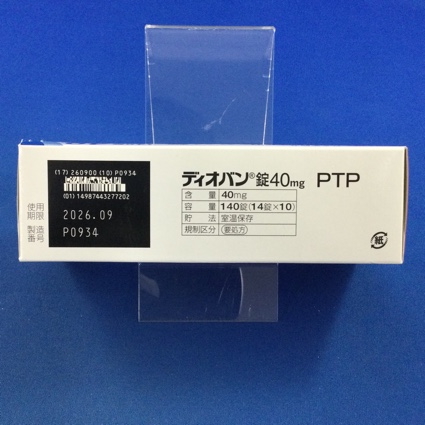 (17) 260900 (10) P0934
(01) 14987443277202
使用
期限
2026.09
製造
番号
P0934
ディオバン®錠40mg PTP
含 量 40mg
容 量 140錠(14錠×10)
貯 法 室温保存
規制区分 要処方
紙